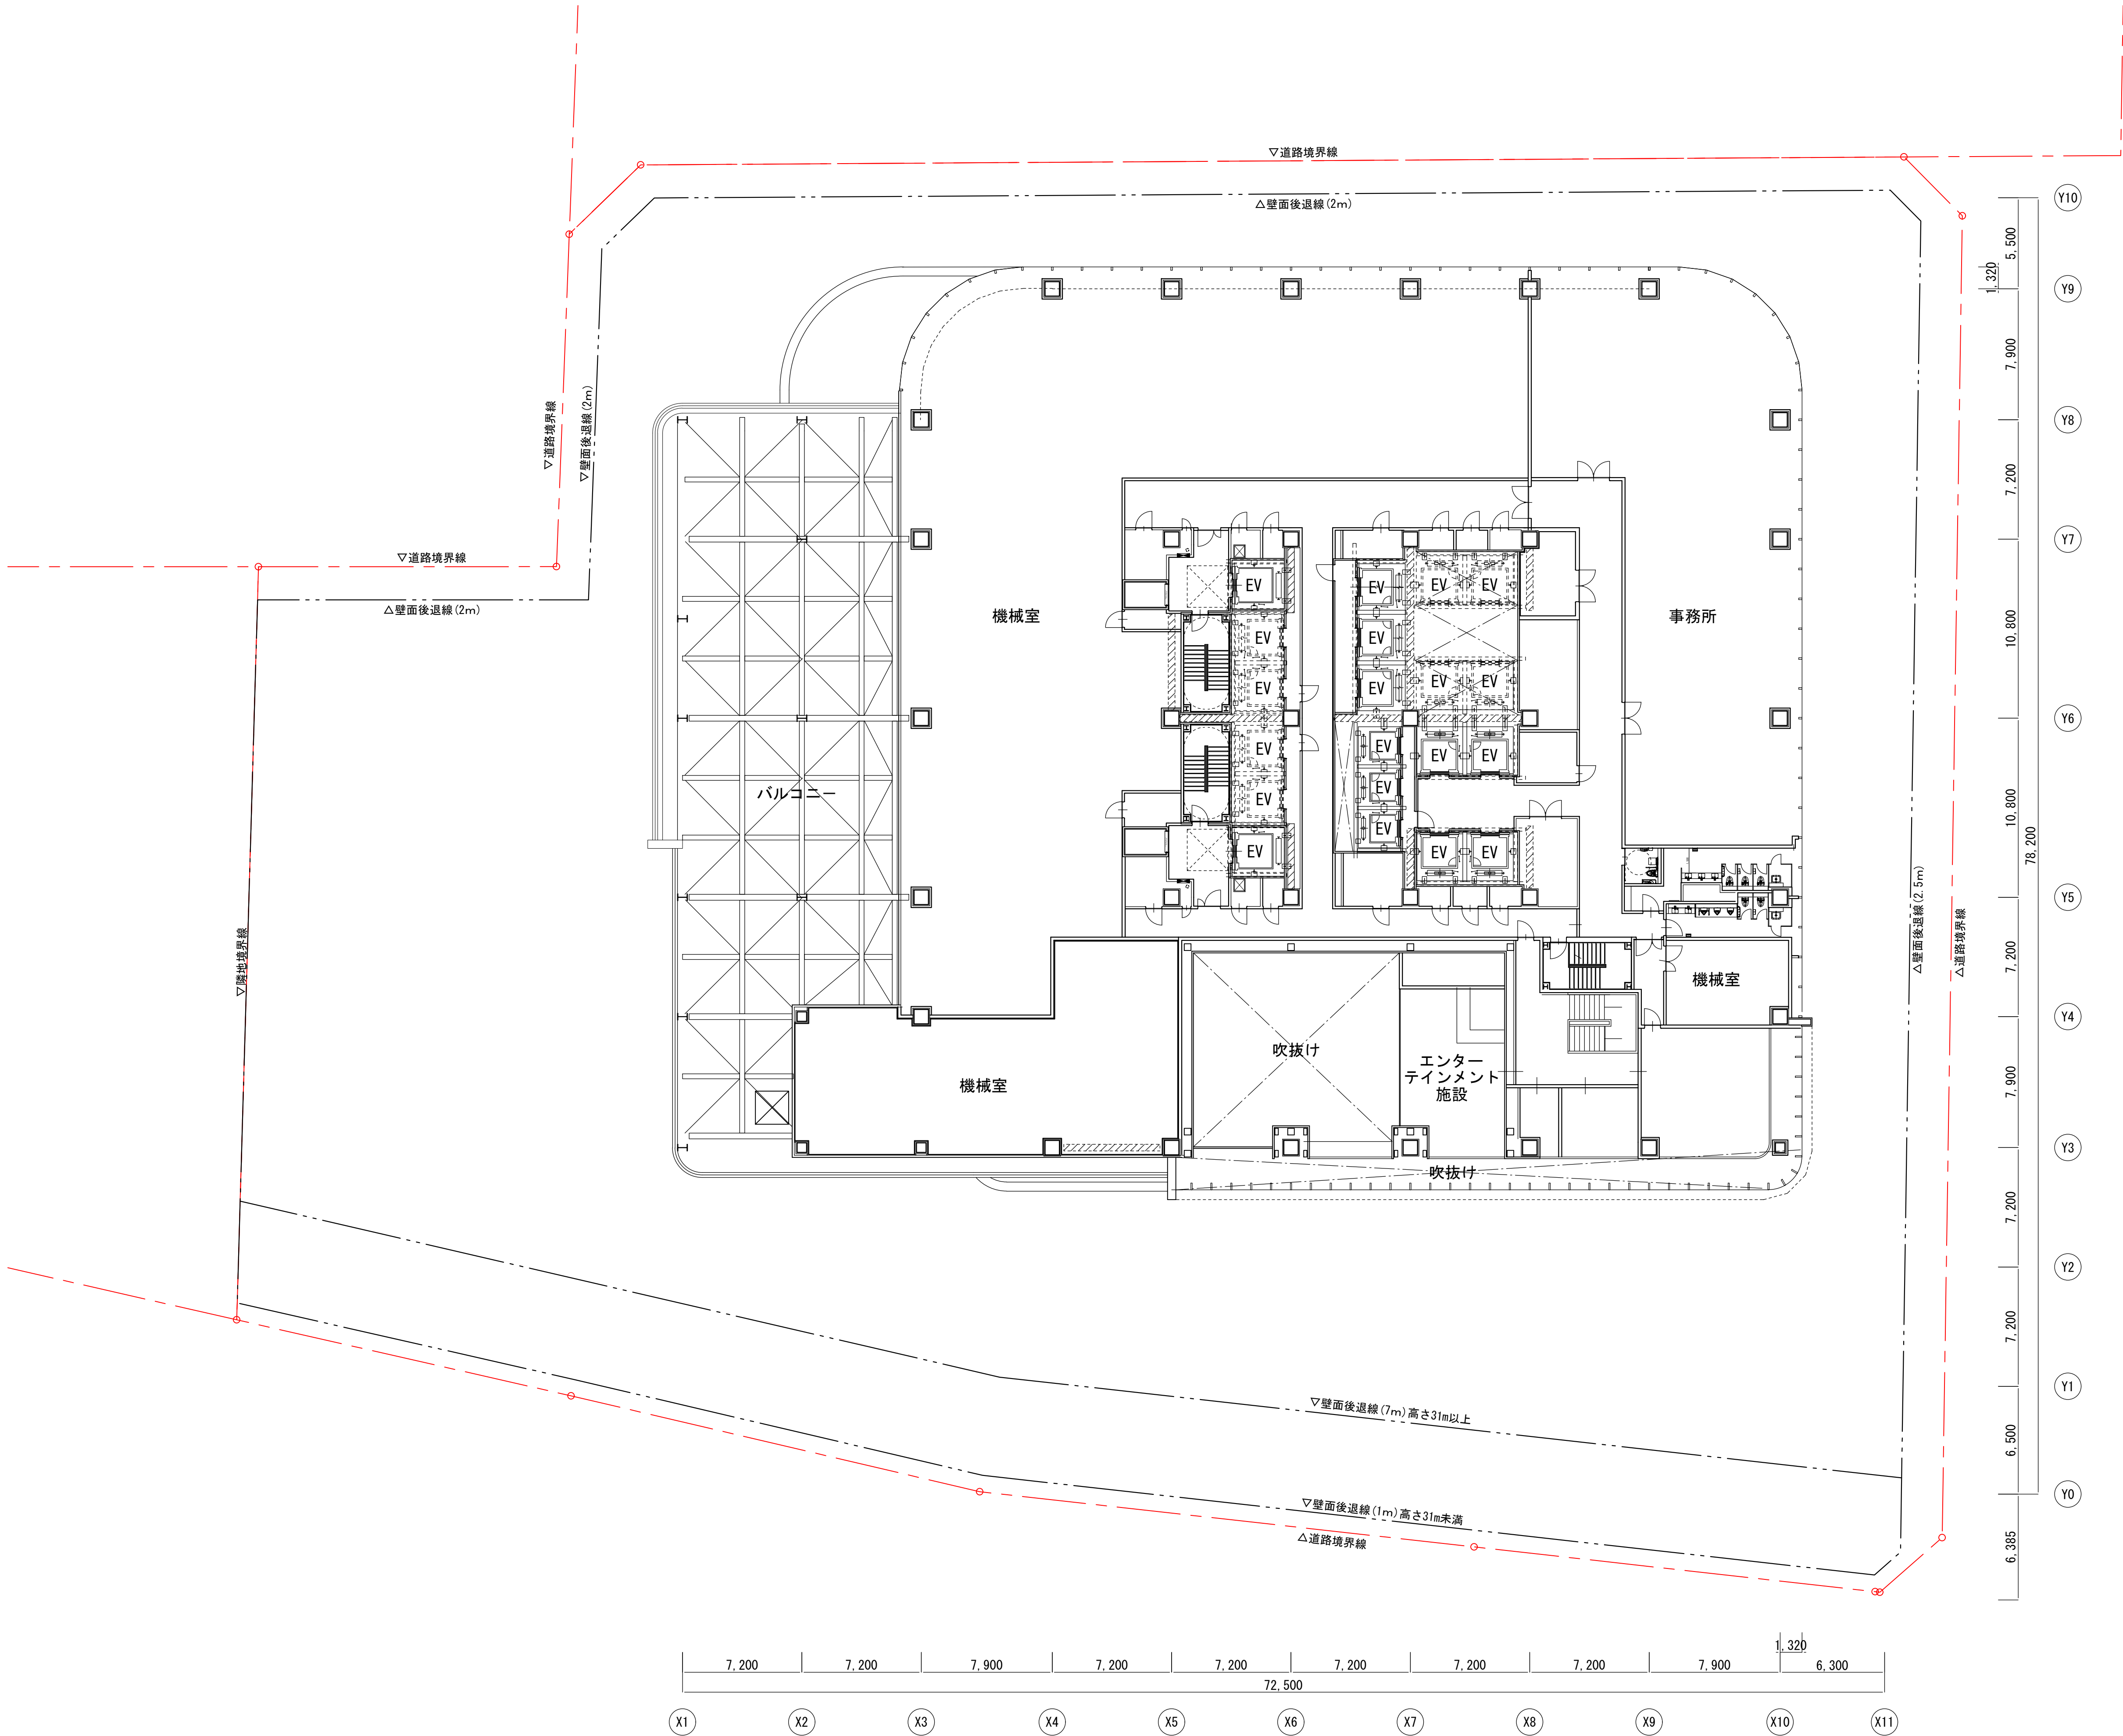 ▽道路境界線
△壁面後退線(2m)
Y10
5,500
1,320
Y9
7,900
▽道路境界線
▽壁面後退線(2m)
Y8
7,200
Y7
▽道路境界線
△壁面後退線(2m)
EV
EV
EV
EV
機械室
事務所
10,800
EV
EV
EV
EV
EV
EV
EV
Y6
EV
EV
EV
EV
バルコニー
EV
EV
10,800
EV
EV
EV
EV
78,200
Y5
▽隣地境界線
△壁面後退線(2.5m)
△道路境界線
7,200
機械室
Y4
吹抜け
エンター
テインメント
施設
機械室
7,900
Y3
吹抜け
7,200
Y2
7,200
Y1
▽壁面後退線(7m)高さ31m以上
6,500
Y0
▽壁面後退線(1m)高さ31m未満
△道路境界線
6,385
1,320
7,200
7,200
7,900
7,200
7,200
7,200
7,200
7,200
7,900
6,300
72,500
X1
X2
X3
X4
X5
X6
X7
X8
X9
X10
X11